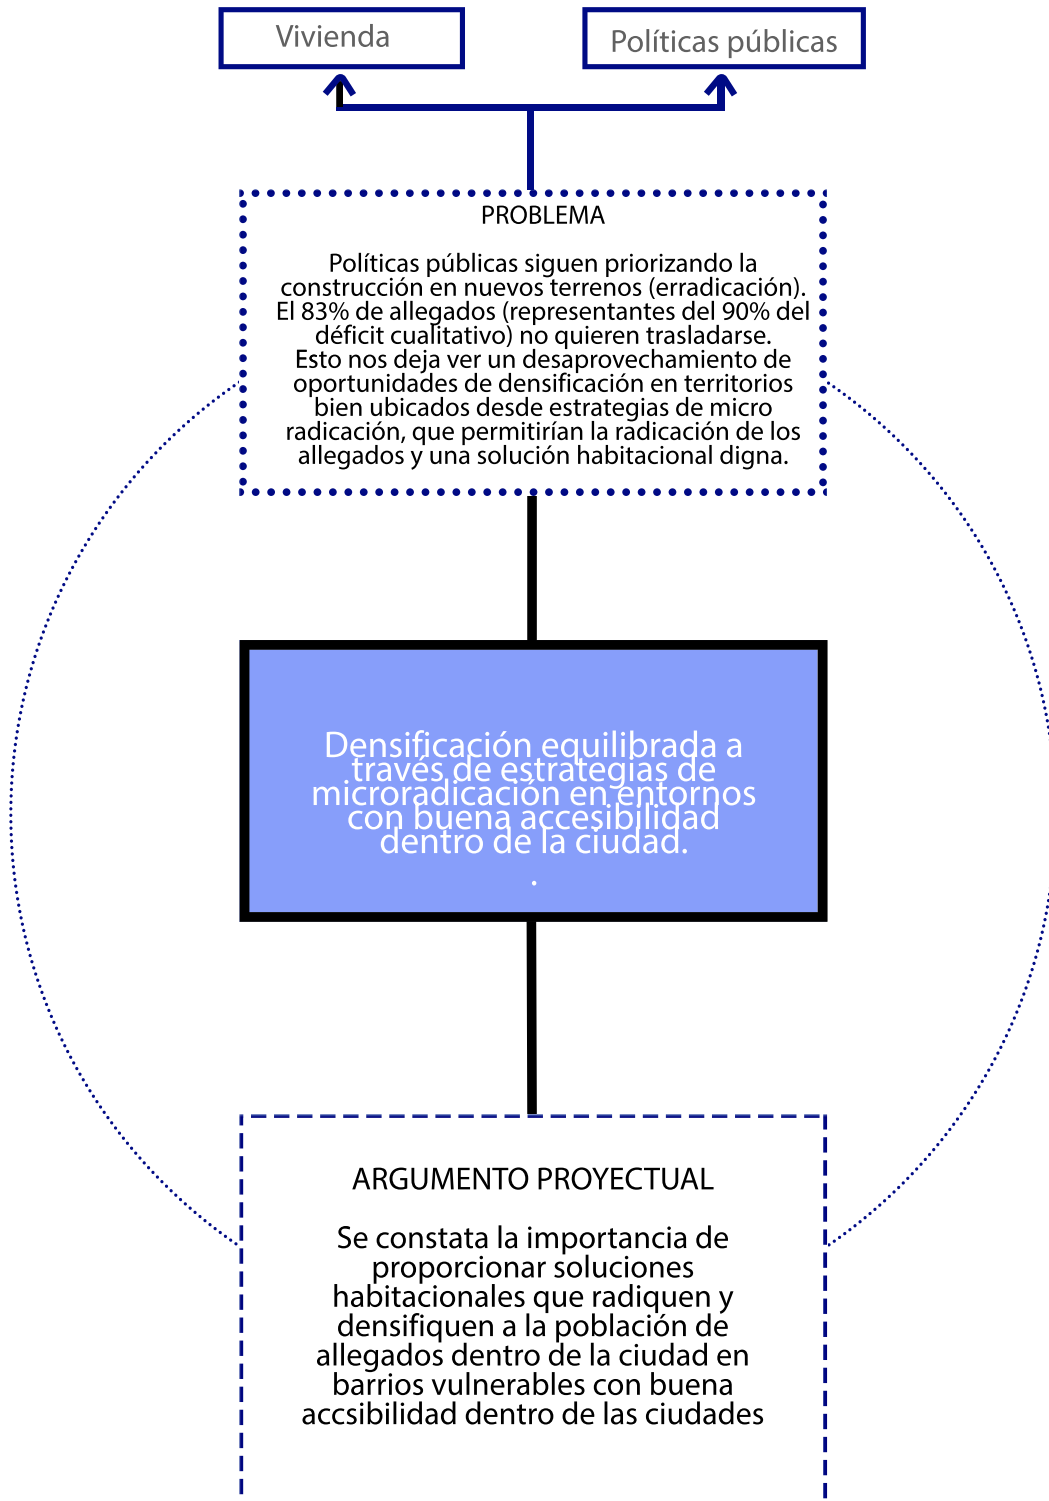 Vivienda
Políticas públicas
PROBLEMA
Políticas públicas siguen priorizando la
construcción en nuevos terrenos (erradicación).
El 83% de allegados (representantes del 90% del
déficit cualitativo) no quieren trasladarse.
Esto nos deja ver un desaprovechamiento de
oportunidades de densificación en territorios
bien ubicados desde estrategias de micro
radicación, que permitirían la radicación de los
allegados y una solución habitacional digna.
Densificación equilibrada a
través de estrategias de
microradicación en entornos
con buena accesibilidad
dentro de la ciudad.
.
ARGUMENTO PROYECTUAL
Se constata la importancia de
proporcionar soluciones
habitacionales que radiquen y
densifiquen a la población de
allegados dentro de la ciudad en
barrios vulnerables con buena
accsibilidad dentro de las ciudades